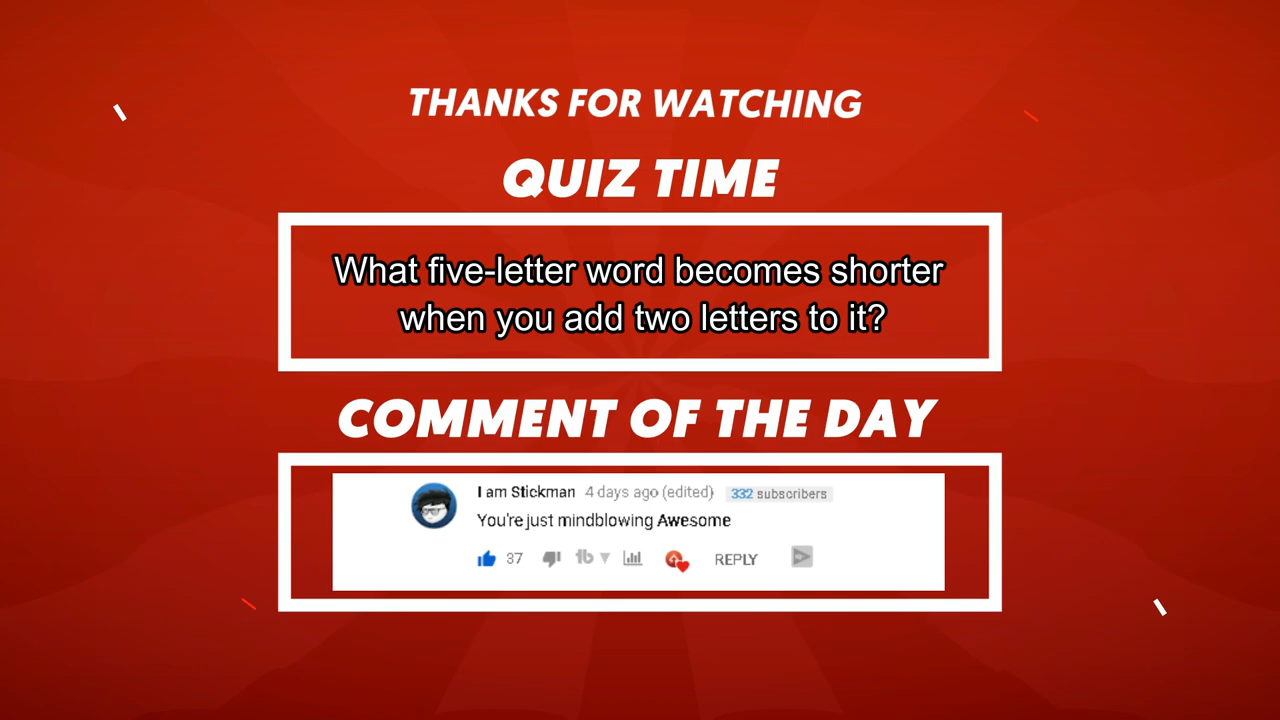 THANKS FOR WATCHING
QUIZ TIME
What five-letter word becomes shorter
when you add two letters to it?
COMMENT OF THE DAY
I am Stickman 4 days ago (edited) 332 subscribers
You're just mindblowing Awesome
37 tb REPLY